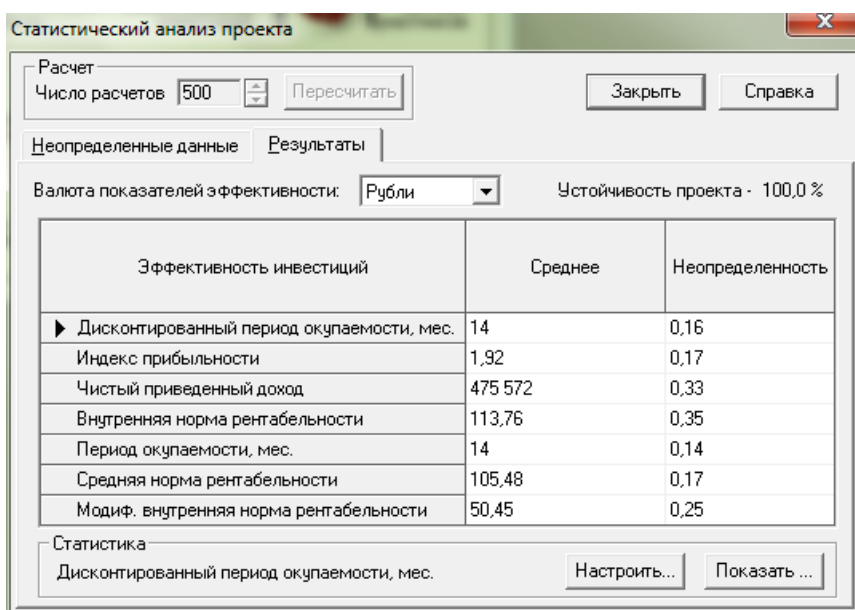 Статистический анализ проекта
Расчет
Число расчетов 500 Пересчитать Закрыть Справка
Неопределенные данные Результаты
Валюта показателей эффективности: Рубли Устойчивость проекта - 100,0 %
Эффективность инвестиций Среднее Неопределенность
Дисконтированный период окупаемости, мес. 14 0,16
Индекс прибыльности 1,92 0,17
Чистый приведенный доход 475 572 0,33
Внутренняя норма рентабельности 113,76 0,35
Период окупаемости, мес. 14 0,14
Средняя норма рентабельности 105,48 0,17
Модиф. внутренняя норма рентабельности 50,45 0,25
Статистика
Дисконтированный период окупаемости, мес. Настроить... Показать ...